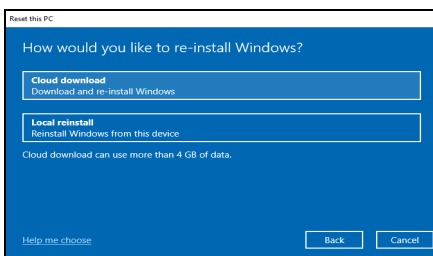 Reset this PC
How would you like to re-install Windows?
Cloud download
Download and re-install Windows
Local reinstall
Reinstall Windows from this device
Cloud download can use more than 4 GB of data.
Help me choose
Back
Cancel